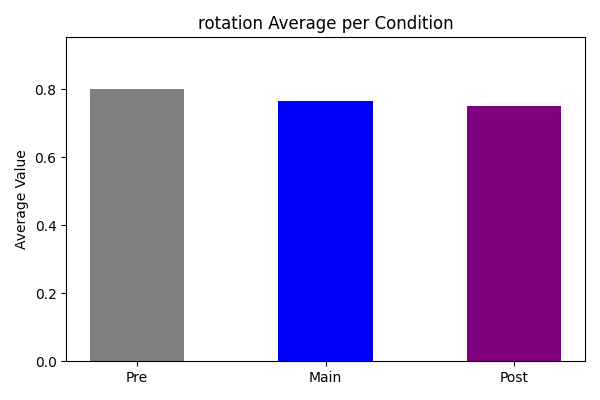 rotation Average per Condition
Average Value
0.8
0.6
0.4
0.2
0.0
Pre
Main
Post